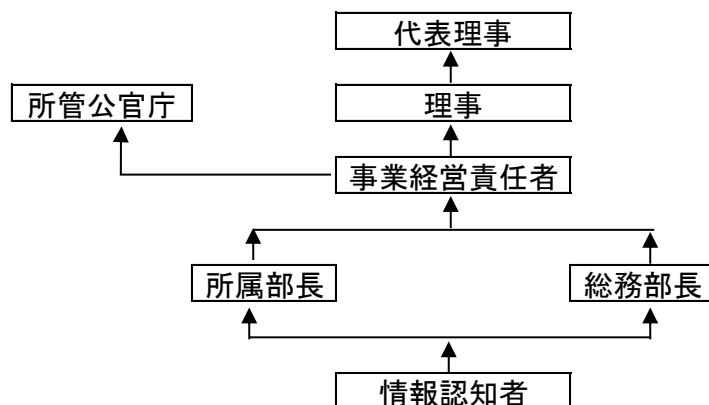 代表理事
所管公官庁
理事
事業経営責任者
所属部長
総務部長
情報認知者